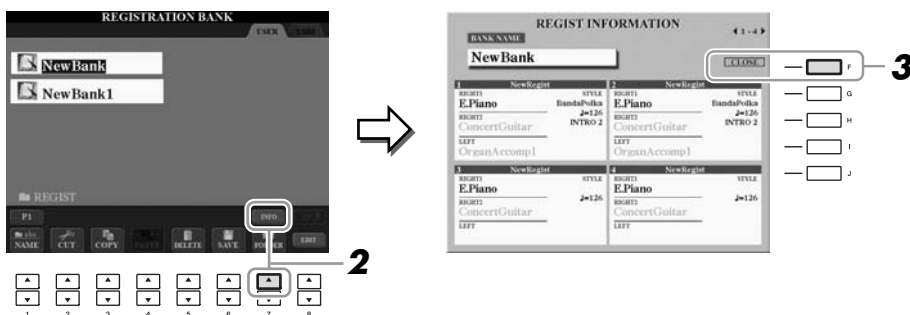 REGISTRATION BANK
USER
NewBank
NewBank1
REGIST
P1
INFO
NAME CUT COPY PASTE DELETE SAVE FOLDER EDIT
1 2 3 4 5 6 7 8
2
REGIST INFORMATION
BANK NAME
1-4
NewBank
CLOSE
F
3
G
H
I
J
1 NewRegist
RIGHT1 STYLE
E.Piano BandaPolka
♩=126
RIGHT2 INTRO 2
ConcertGuitar
LEFT
OrganAccomp1
2 NewRegist
RIGHT1 STYLE
E.Piano BandaPolka
♩=126
RIGHT2 INTRO 2
ConcertGuitar
LEFT
OrganAccomp1
3 NewRegist
RIGHT1 STYLE
E.Piano
RIGHT2 ♩=126
ConcertGuitar
LEFT
4 NewRegist
RIGHT1 STYLE
E.Piano
RIGHT2 ♩=126
ConcertGuitar
LEFT